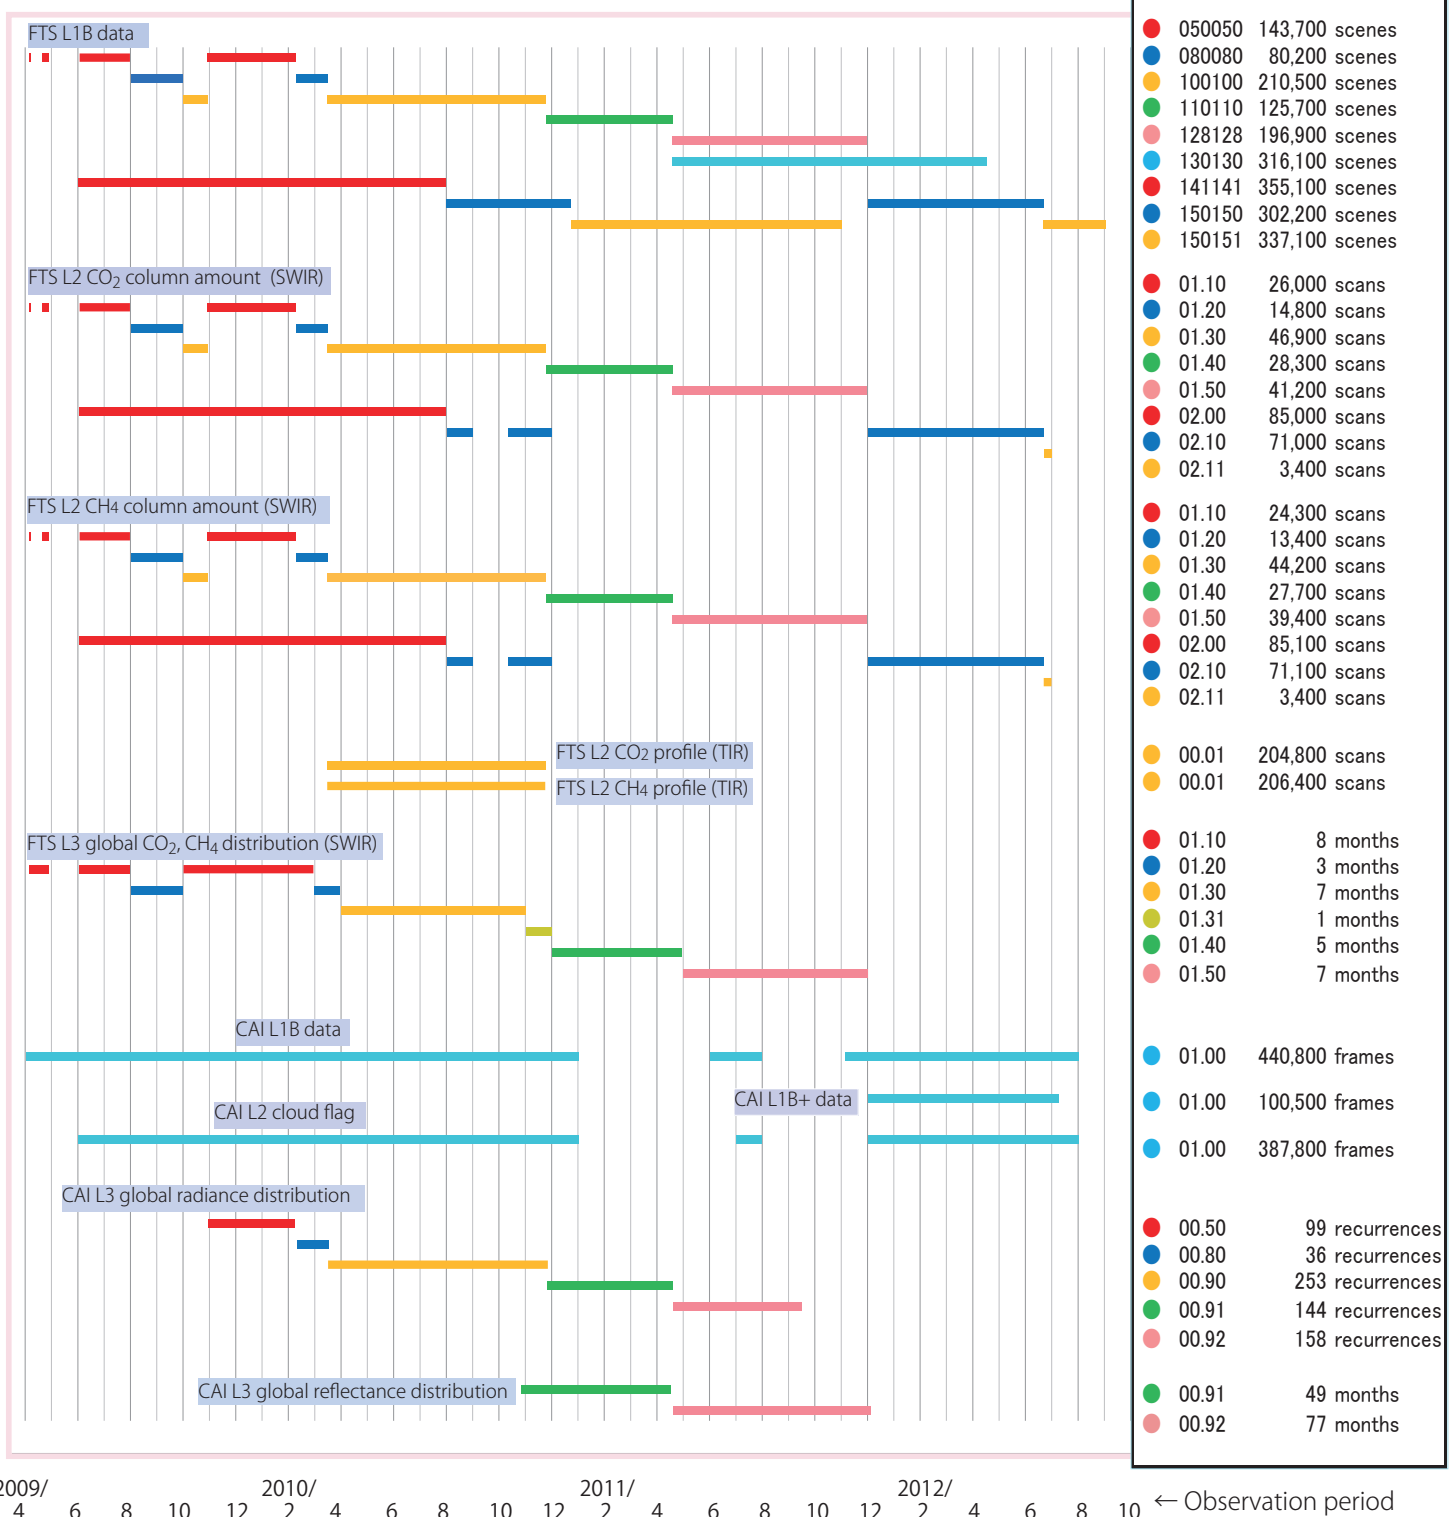 FTS L1B data
050050 143,700 scenes
080080 80,200 scenes
100100 210,500 scenes
110110 125,700 scenes
128128 196,900 scenes
130130 316,100 scenes
141141 355,100 scenes
150150 302,200 scenes
150151 337,100 scenes
FTS L2 CO2 column amount (SWIR)
01.10 26,000 scans
01.20 14,800 scans
01.30 46,900 scans
01.40 28,300 scans
01.50 41,200 scans
02.00 85,000 scans
02.10 71,000 scans
02.11 3,400 scans
FTS L2 CH4 column amount (SWIR)
01.10 24,300 scans
01.20 13,400 scans
01.30 44,200 scans
01.40 27,700 scans
01.50 39,400 scans
02.00 85,100 scans
02.10 71,100 scans
02.11 3,400 scans
FTS L2 CO2 profile (TIR)
00.01 204,800 scans
FTS L2 CH4 profile (TIR)
00.01 206,400 scans
FTS L3 global CO2, CH4 distribution (SWIR)
01.10 8 months
01.20 3 months
01.30 7 months
01.31 1 months
01.40 5 months
01.50 7 months
CAI L1B data
01.00 440,800 frames
CAI L1B+ data
01.00 100,500 frames
CAI L2 cloud flag
01.00 387,800 frames
CAI L3 global radiance distribution
00.50 99 recurrences
00.80 36 recurrences
00.90 253 recurrences
00.91 144 recurrences
00.92 158 recurrences
CAI L3 global reflectance distribution
00.91 49 months
00.92 77 months
2009/ 2010/ 2011/ 2012/
4 6 8 10 12 2 4 6 8 10 12 2 4 6 8 10 12 2 4 6 8 10
← Observation period